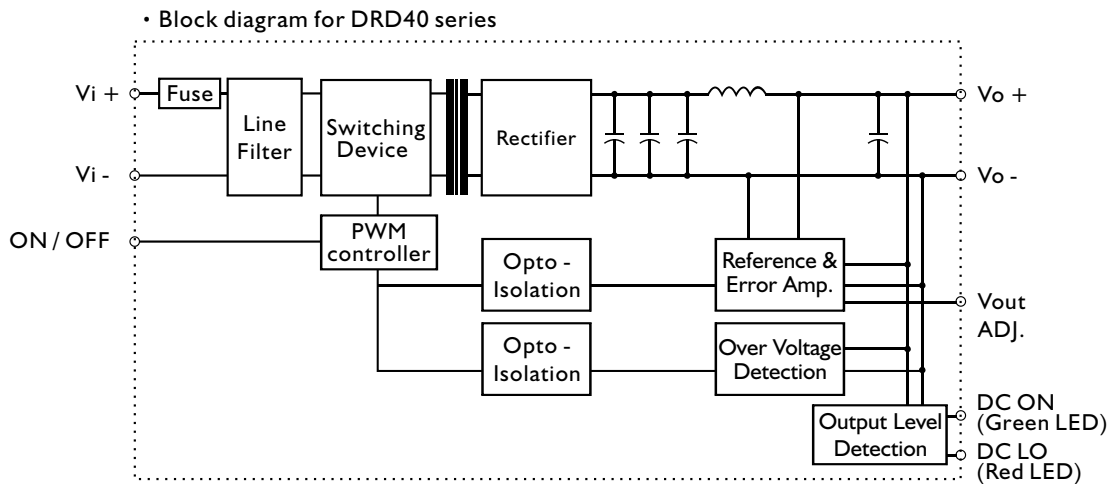 ・Block diagram for DRD40 series
Vi +
Fuse
Line
Filter
Switching
Device
Rectifier
Vo +
Vi -
Vo -
ON / OFF
PWM
controller
Opto -
Isolation
Reference &
Error Amp.
Vout
ADJ.
Opto -
Isolation
Over Voltage
Detection
Output Level
Detection
DC ON
(Green LED)
DC LO
(Red LED)